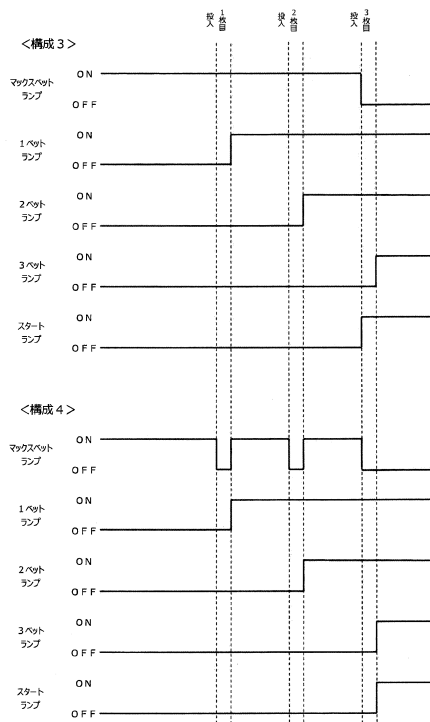 1枚目
投入
2枚目
投入
3枚目
投入
＜構成３＞
マックスベット
ランプ
ON
OFF
1ベット
ランプ
ON
OFF
2ベット
ランプ
ON
OFF
3ベット
ランプ
ON
OFF
スタート
ランプ
ON
OFF
＜構成４＞
マックスベット
ランプ
ON
OFF
1ベット
ランプ
ON
OFF
2ベット
ランプ
ON
OFF
3ベット
ランプ
ON
OFF
スタート
ランプ
ON
OFF